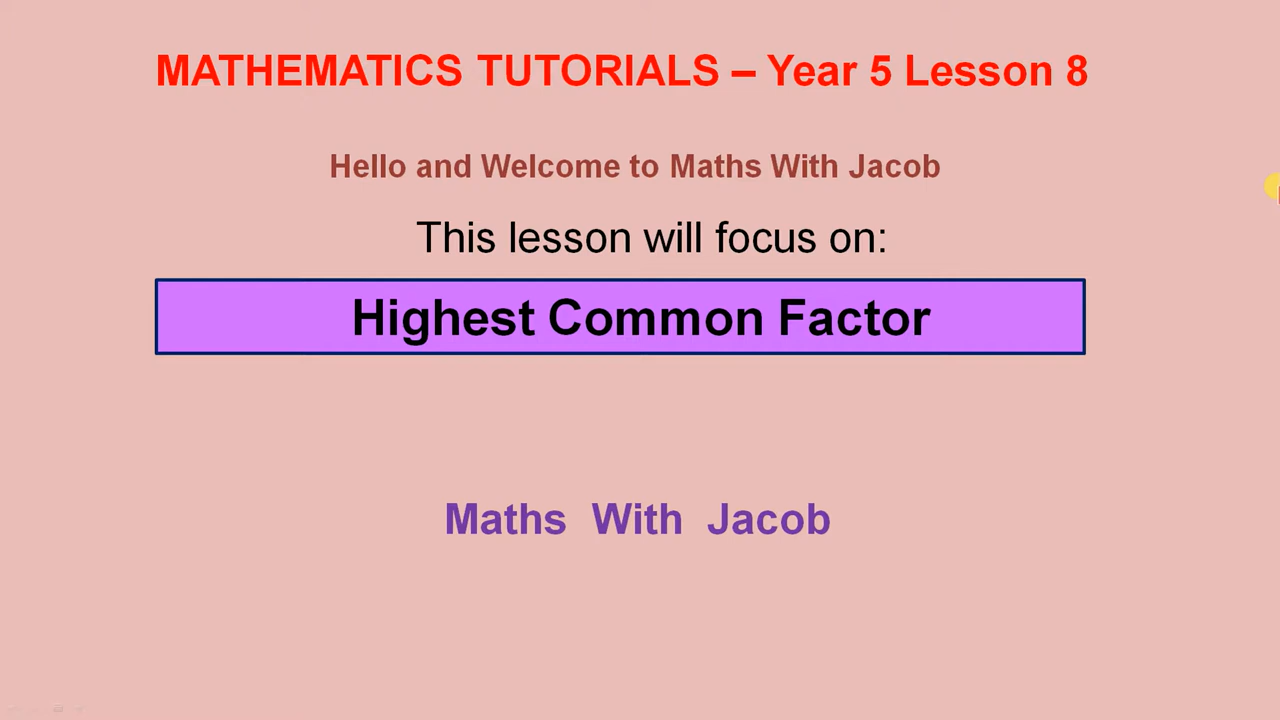 MATHEMATICS TUTORIALS – Year 5 Lesson 8
Hello and Welcome to Maths With Jacob
This lesson will focus on:
Highest Common Factor
Maths With Jacob